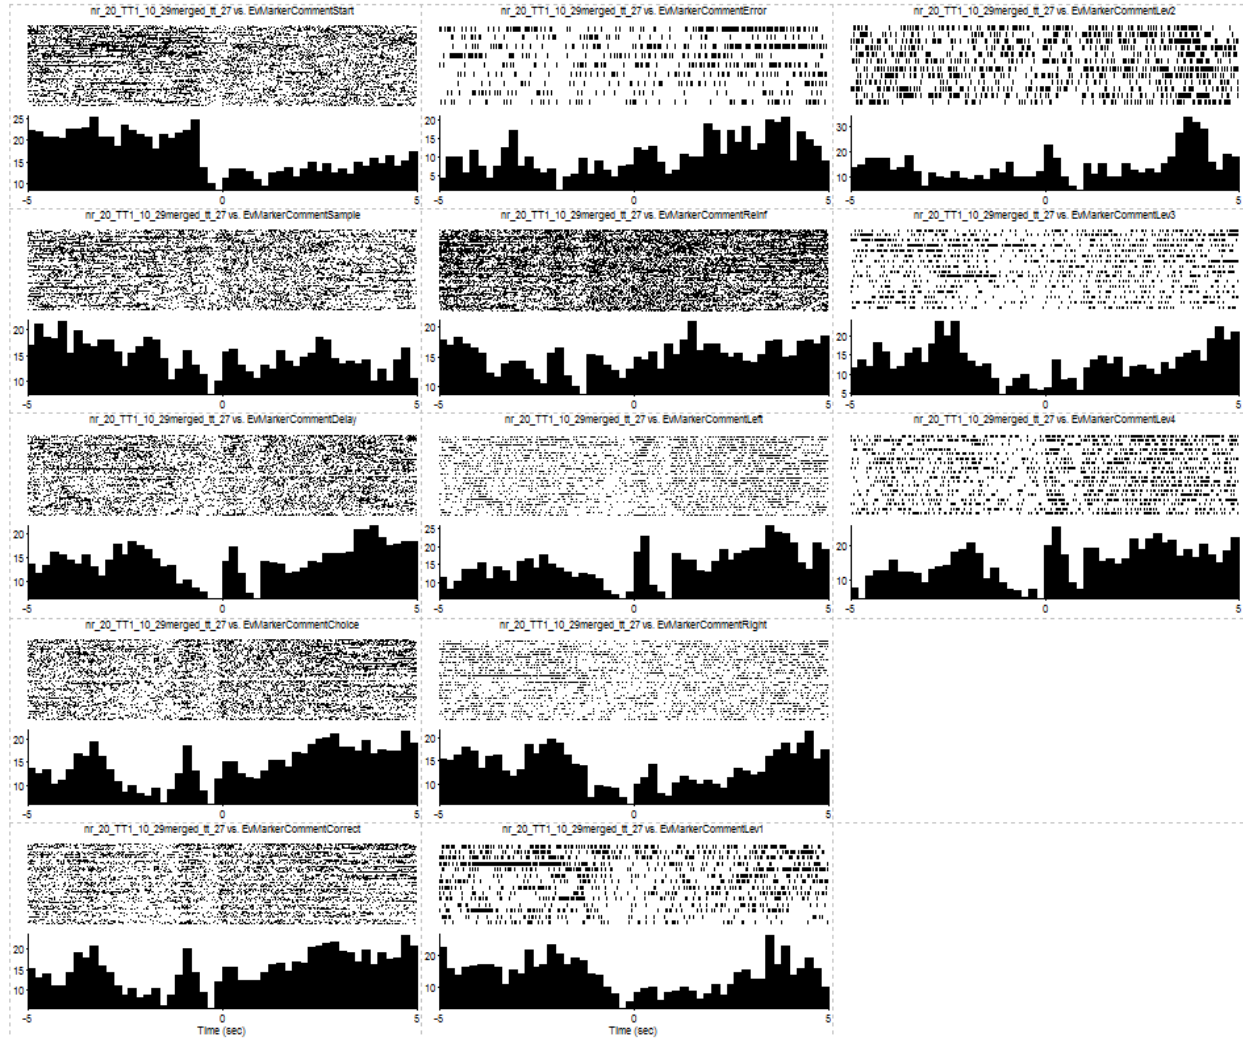 nr_20_TT1_10_29merged_tt_27 vs. EvMarkerCommentStart
25
20
15
10
-5 0 5
nr_20_TT1_10_29merged_tt_27 vs. EvMarkerCommentError
20
15
10
5
-5 0 5
nr_20_TT1_10_29merged_tt_27 vs. EvMarkerCommentLev2
30
20
10
-5 0 5
nr_20_TT1_10_29merged_tt_27 vs. EvMarkerCommentSample
20
15
10
-5 0 5
nr_20_TT1_10_29merged_tt_27 vs. EvMarkerCommentReinf
20
15
10
-5 0 5
nr_20_TT1_10_29merged_tt_27 vs. EvMarkerCommentLev3
20
15
10
5
-5 0 5
nr_20_TT1_10_29merged_tt_27 vs. EvMarkerCommentDelay
20
15
10
-5 0 5
nr_20_TT1_10_29merged_tt_27 vs. EvMarkerCommentLeft
25
20
15
10
-5 0 5
nr_20_TT1_10_29merged_tt_27 vs. EvMarkerCommentLev4
20
10
-5 0 5
nr_20_TT1_10_29merged_tt_27 vs. EvMarkerCommentChoice
20
15
10
-5 0 5
nr_20_TT1_10_29merged_tt_27 vs. EvMarkerCommentRight
20
15
10
-5 0 5
nr_20_TT1_10_29merged_tt_27 vs. EvMarkerCommentCorrect
20
15
10
-5 0 5
Time (sec)
nr_20_TT1_10_29merged_tt_27 vs. EvMarkerCommentLev1
20
10
-5 0 5
Time (sec)